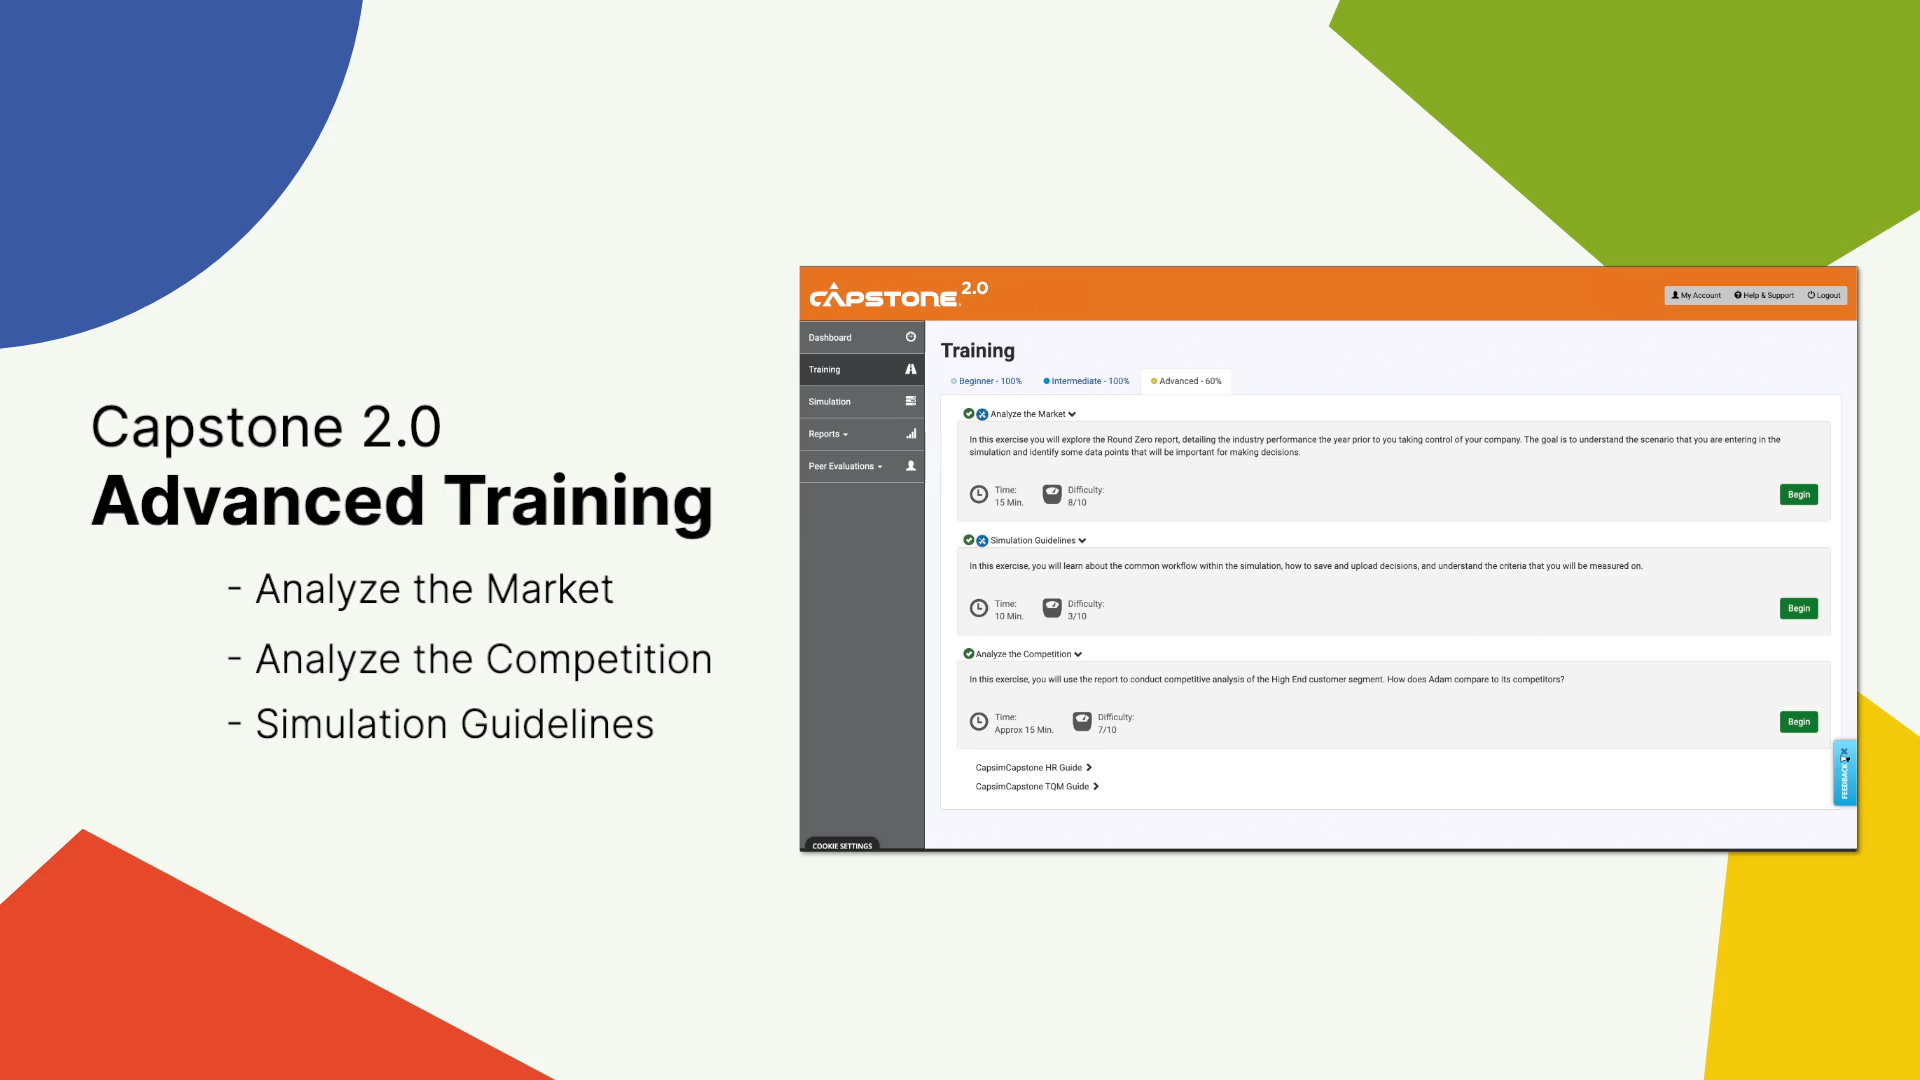 Capstone 2.0
Advanced Training
- Analyze the Market
- Analyze the Competition
- Simulation Guidelines
CAPSTONE 2.0
My Account
Help & Support
Logout
Dashboard
Training
Simulation
Reports
Peer Evaluations
COOKIE SETTINGS
Training
Beginner - 100%
Intermediate - 100%
Advanced - 60%
Analyze the Market
In this exercise you will explore the Round Zero report, detailing the industry performance the year prior to you taking control of your company. The goal is to understand the scenario that you are entering in the
simulation and identify some data points that will be important for making decisions.
Time:
15 Min.
Difficulty:
8/10
Begin
Simulation Guidelines
In this exercise, you will learn about the common workflow within the simulation, how to save and upload decisions, and understand the criteria that you will be measured on.
Time:
10 Min.
Difficulty:
3/10
Begin
Analyze the Competition
In this exercise, you will use the report to conduct competitive analysis of the High End customer segment. How does Adam compare to its competitors?
Time:
Approx 15 Min.
Difficulty:
7/10
Begin
CapsimCapstone HR Guide
CapsimCapstone TQM Guide
FEEDBACK